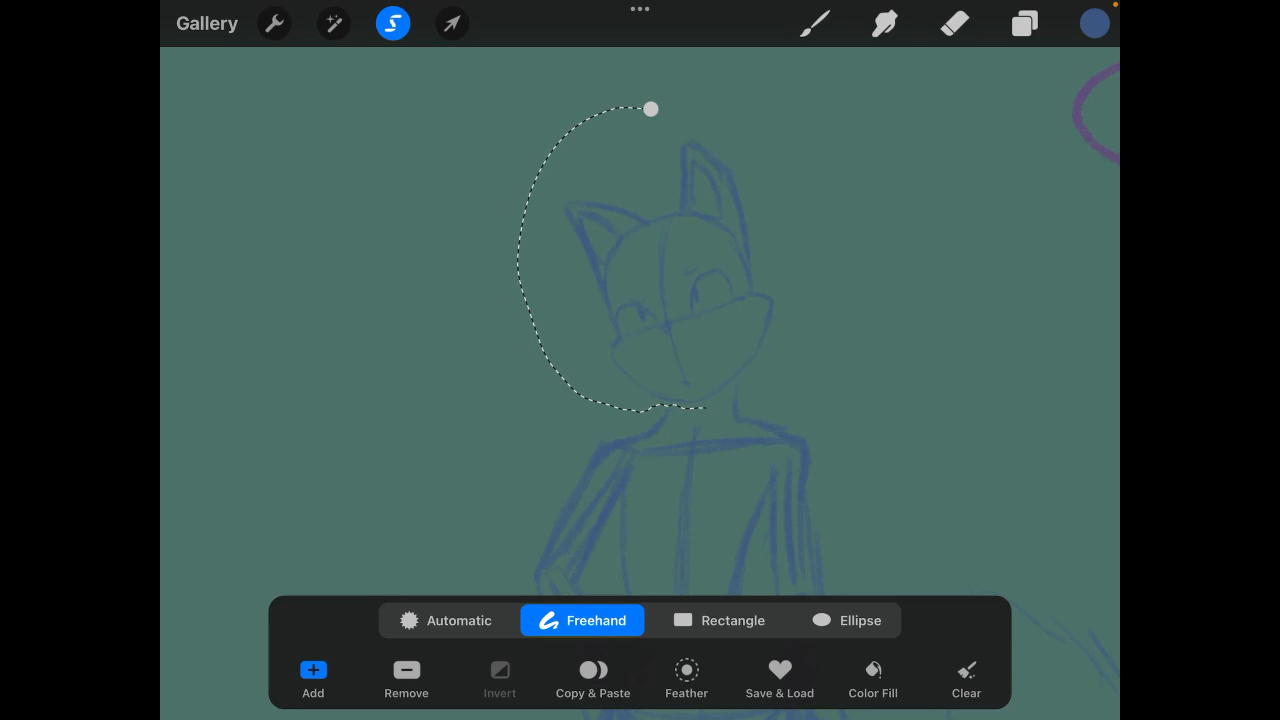 Gallery
Automatic
Freehand
Rectangle
Ellipse
Add
Remove
Invert
Copy & Paste
Feather
Save & Load
Color Fill
Clear